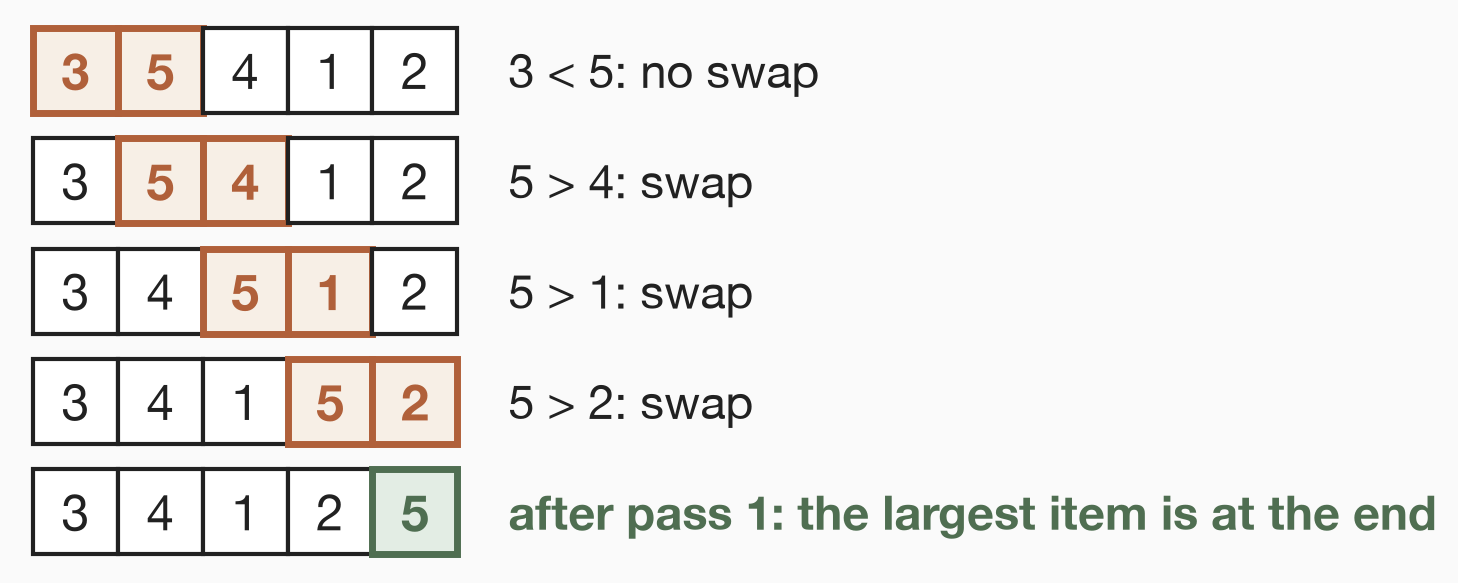 3 5 4 1 2 3 < 5: no swap
3 5 4 1 2 5 > 4: swap
3 4 5 1 2 5 > 1: swap
3 4 1 5 2 5 > 2: swap
3 4 1 2 5 after pass 1: the largest item is at the end